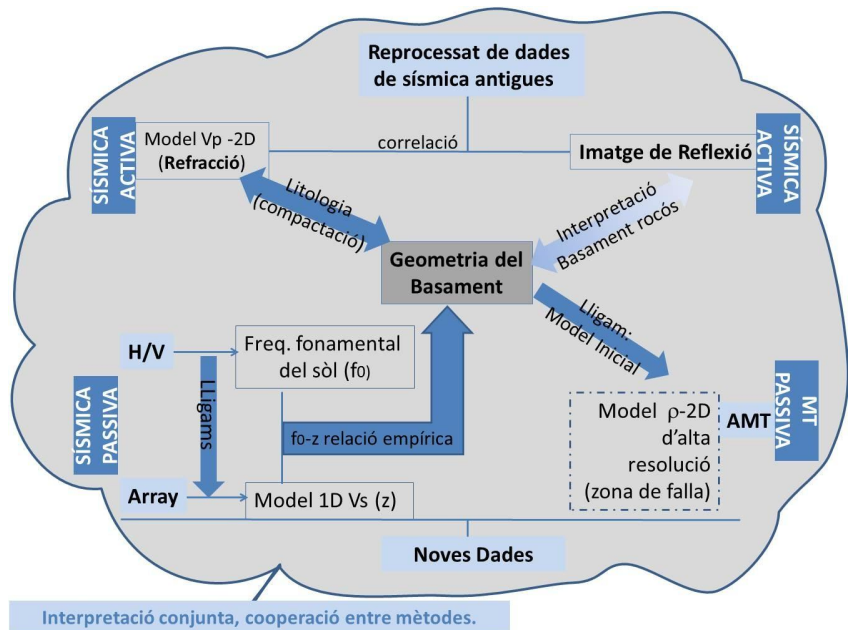 Reprocessat de dades
de sísmica antigues
SÍSMICA
ACTIVA
Model Vp -2D
(Refracció)
correlació
Imatge de Reflexió
SÍSMICA
ACTIVA
Litologia
(compactació)
Interpretació
Basament rocós
Geometria del
Basament
Lligam:
Model Inicial
H/V
Freq. fonamental
del sòl (f0)
LLigams
SÍSMICA
PASSIVA
f0-z relació empírica
Array
Model 1D Vs (z)
Model ρ-2D
d'alta
resolució
(zona de falla)
AMT
MT
PASSIVA
Noves Dades
Interpretació conjunta, cooperació entre mètodes.